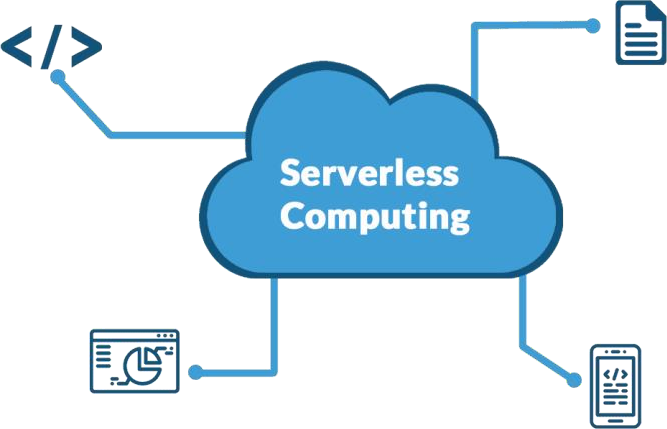 </>
Serverless
Computing
</>